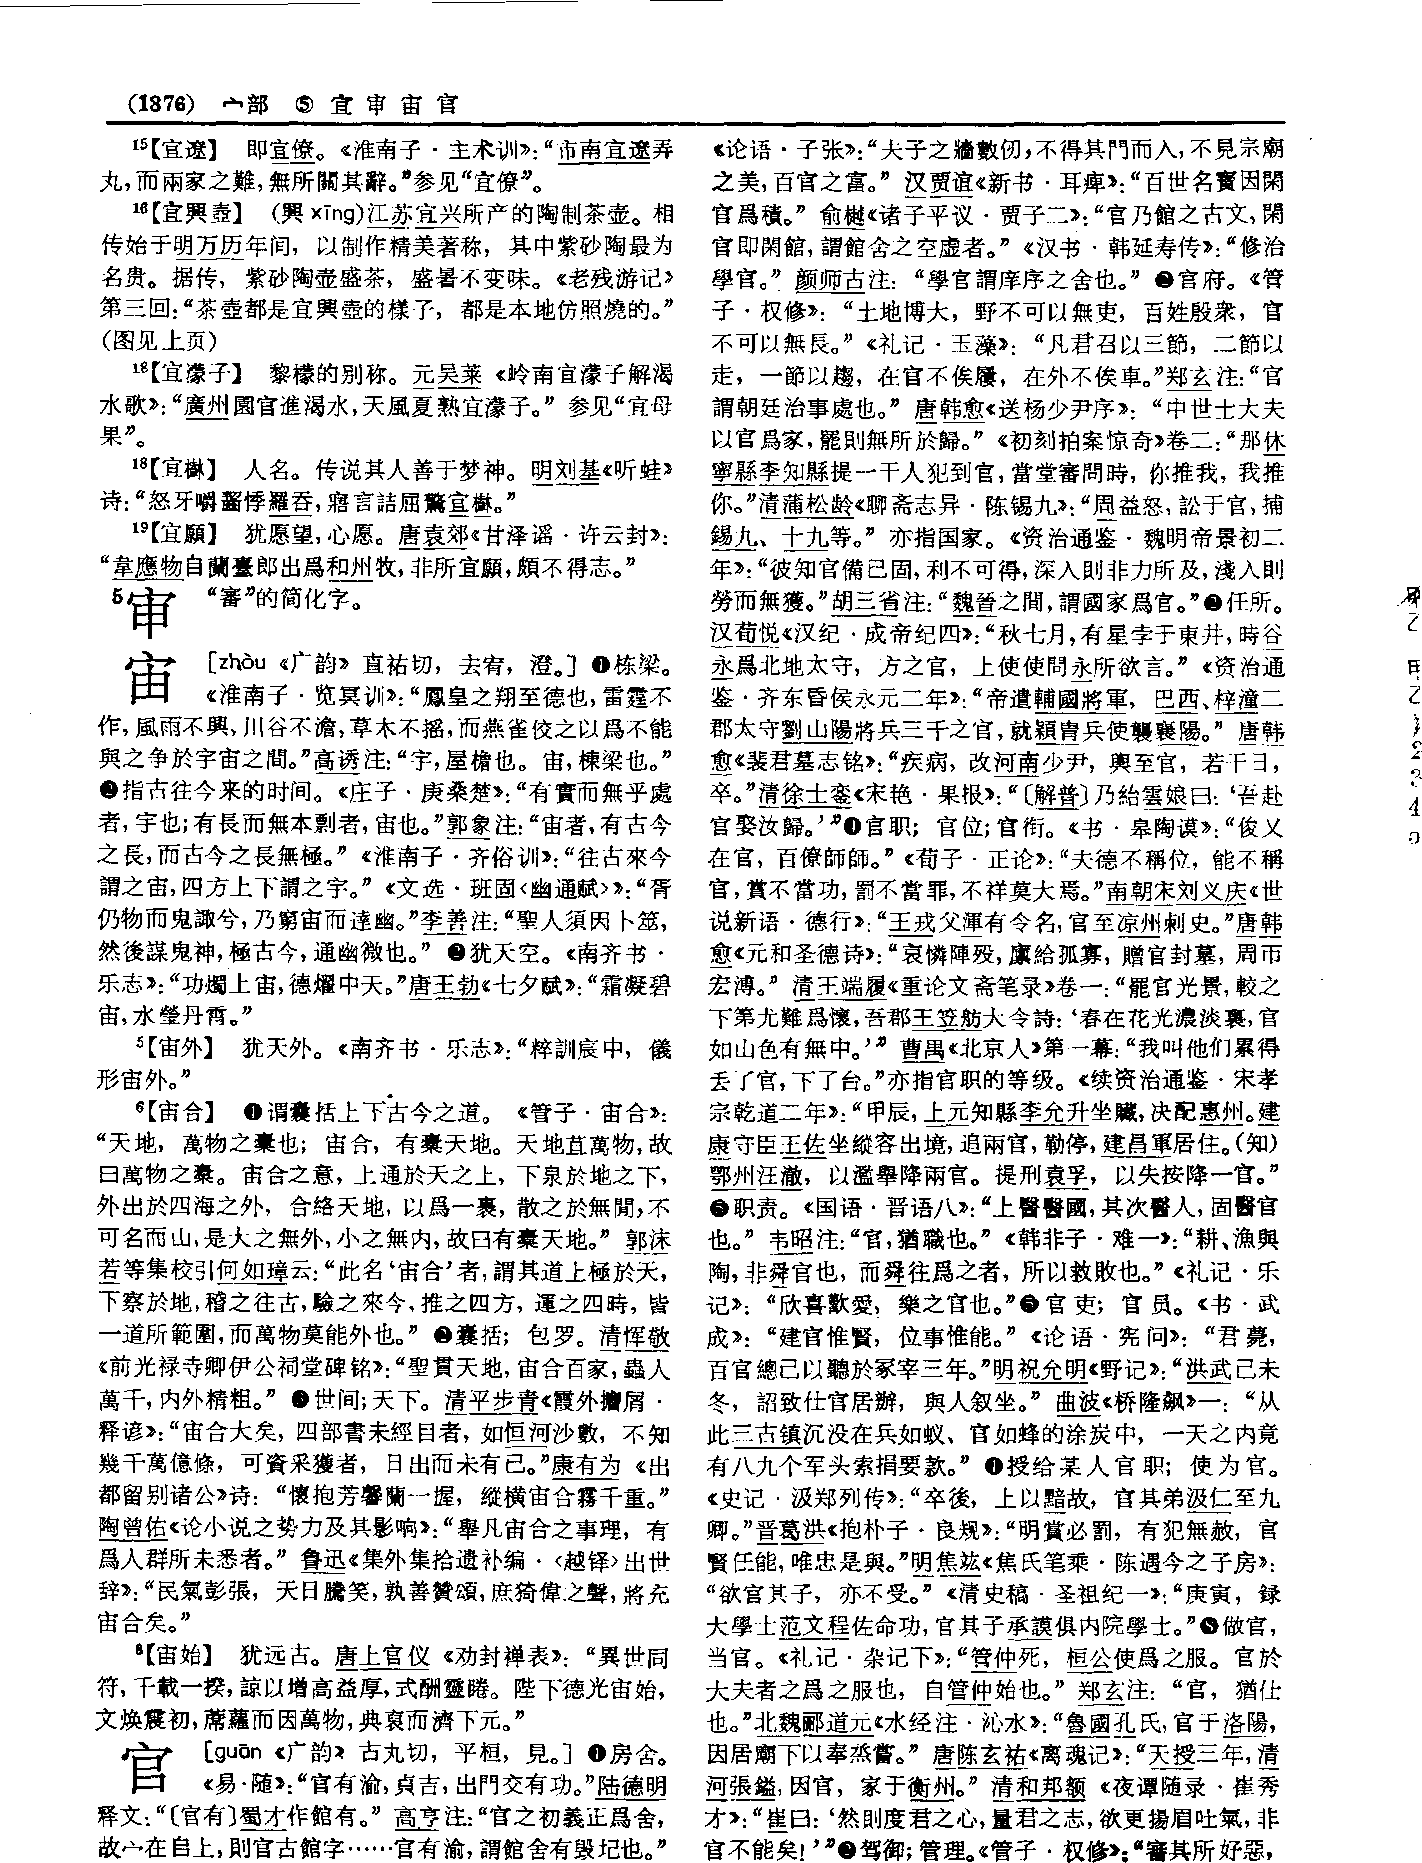 (1376) 宀部 ⑤ 宜审宙官
15【宜遼】 即宜僚。《淮南子·主术训》：“市南宜遼弄
丸，而兩家之難，無所關其辭。”参见“宜僚”。
16【宜興壺】 (興 xīng)江苏宜兴所产的陶制茶壶。相
传始于明万历年间，以制作精美著称，其中紫砂陶最为
名贵。据传，紫砂陶壶盛茶，盛暑不变味。《老残游记》
第三回：“茶壺都是宜興壺的樣子，都是本地仿照燒的。”
(图见上页)
18【宜濛子】 黎檬的别称。元吴莱《岭南宜濛子解渴
水歌》：“廣州園官進渴水，天風夏熟宜濛子。”参见“宜母
果”。
18【宜㯬】 人名。传说其人善于梦神。明刘基《听蛙》
诗：“怒牙嚼齧悸羅吞，寤言詰屈驚宜㯬。”
19【宜願】 犹愿望，心愿。唐袁郊《甘泽谣·许云封》：
“韋應物自蘭臺郎出爲和州牧，非所宜願，頗不得志。”
5审 “審”的简化字。
宙 [zhòu《广韵》直祐切，去宥，澄。]❶栋梁。
《淮南子·览冥训》：“鳳皇之翔至德也，雷霆不
作，風雨不興，川谷不澹，草木不摇，而燕雀佼之以爲不能
與之争於宇宙之間。”高诱注：“宇，屋檐也。宙，棟梁也。”
❷指古往今来的时间。《庄子·庚桑楚》：“有實而無乎處
者，宇也；有長而無本剽者，宙也。”郭象注：“宙者，有古今
之長，而古今之長無極。”《淮南子·齐俗训》：“往古來今
謂之宙，四方上下謂之宇。”《文选·班固〈幽通赋〉》：“胥
仍物而鬼諏兮，乃窮宙而達幽。”李善注：“聖人須因卜筮，
然後謀鬼神，極古今，通幽微也。”❸犹天空。《南齐书·
乐志》：“功燭上宙，德燿中天。”唐王勃《七夕赋》：“霜凝碧
宙，水瑩丹霄。”
5【宙外】 犹天外。《南齐书·乐志》：“粹訓宸中，儀
形宙外。”
6【宙合】 ❶谓囊括上下古今之道。《管子·宙合》：
“天地，萬物之橐也；宙合，有橐天地。天地苴萬物，故
曰萬物之橐。宙合之意，上通於天之上，下泉於地之下，
外出於四海之外，合絡天地，以爲一裹，散之於無閒，不
可名而山，是大之無外，小之無内，故曰有橐天地。”郭沫
若等集校引何如璋云：“此名‘宙合’者，謂其道上極於天，
下察於地，稽之往古，驗之來今，推之四方，運之四時，皆
一道所範圍，而萬物莫能外也。”❷囊括；包罗。清恽敬
《前光禄寺卿伊公祠堂碑铭》：“聖貫天地，宙合百家，蟲人
萬千，内外精粗。”❸世间；天下。清平步青《霞外攟屑·
释谚》：“宙合大矣，四部書未經目者，如恒河沙數，不知
幾千萬億條，可資采獲者，日出而未有已。”康有为《出
都留别诸公》诗：“懷抱芳馨蘭一握，縱橫宙合霧千重。”
陶曾佑《论小说之势力及其影响》：“舉凡宙合之事理，有
爲人群所未悉者。”鲁迅《集外集拾遗补编·〈越铎〉出世
辞》：“民氣彭張，天日騰笑，孰善贊頌，庶猗偉之聲，將充
宙合矣。”
8【宙始】 犹远古。唐上官仪《劝封禅表》：“異世同
符，千載一揆，諒以增高益厚，式酬靈睠。陛下德光宙始，
文焕震初，蓆蘿而因萬物，典裒而濟下元。”
官 [guān《广韵》古丸切，平桓，見。]❶房舍。
《易·随》：“官有渝，貞吉，出門交有功。”陆德明
释文：“〔官有〕蜀才作館有。”高亨注：“官之初義正爲舍，
故宀在𠂤上，則官古館字……官有渝，謂館舍有毁圮也。”
《论语·子张》：“夫子之牆數仞，不得其門而入，不見宗廟
之美，百官之富。”汉贾谊《新书·耳痺》：“百世名寳因閑
官爲積。”俞樾《诸子平议·贾子二》：“官乃館之古文，閑
官即閑館，謂館舍之空虚者。”《汉书·韩延寿传》：“修治
學官。”颜师古注：“學官謂庠序之舍也。”❷官府。《管
子·权修》：“土地博大，野不可以無吏，百姓殷衆，官
不可以無長。”《礼记·玉藻》：“凡君召以三節，二節以
走，一節以趨，在官不俟屨，在外不俟車。”郑玄注：“官
謂朝廷治事處也。”唐韩愈《送杨少尹序》：“中世士大夫
以官爲家，罷則無所於歸。”《初刻拍案惊奇》卷二：“那休
寧縣李知縣提一干人犯到官，當堂審問時，你推我，我推
你。”清蒲松龄《聊斋志异·陈锡九》：“周益怒，訟于官，捕
錫九、十九等。”亦指国家。《资治通鉴·魏明帝景初二
年》：“彼知官備已固，利不可得，深入則非力所及，淺入則
勞而無獲。”胡三省注：“魏晉之間，謂國家爲官。”❸任所。
汉荀悦《汉纪·成帝纪四》：“秋七月，有星孛于東井，時谷
永爲北地太守，方之官，上使使問永所欲言。”《资治通
鉴·齐东昏侯永元二年》：“帝遣輔國將軍，巴西、梓潼二
郡太守劉山陽將兵三千之官，就穎胄兵使襲襄陽。”唐韩
愈《裴君墓志铭》：“疾病，改河南少尹，輿至官，若干日，
卒。”清徐士銮《宋艳·果报》：“〔解普〕乃紿雲娘曰：‘吾赴
官娶汝歸。’”❹官职；官位；官衔。《书·皋陶谟》：“俊乂
在官，百僚師師。”《荀子·正论》：“夫德不稱位，能不稱
官，賞不當功，罰不當罪，不祥莫大焉。”南朝宋刘义庆《世
说新语·德行》：“王戎父渾有令名，官至凉州刺史。”唐韩
愈《元和圣德诗》：“哀憐陣殁，廪給孤寡，贈官封墓，周帀
宏溥。”清王端履《重论文斋笔录》卷一：“罷官光景，較之
下第尤難爲懷，吾郡王笠舫大令詩：‘春在花光濃淡裏，官
如山色有無中。’”曹禺《北京人》第一幕：“我叫他们累得
丢了官，下了台。”亦指官职的等级。《续资治通鉴·宋孝
宗乾道二年》：“甲辰，上元知縣李允升坐贓，决配惠州。建
康守臣王佐坐縱容出境，追兩官，勒停，建昌軍居住。(知)
鄂州汪澈，以濫舉降兩官。提刑袁孚，以失按降一官。”
❺职责。《国语·晋语八》：“上醫醫國，其次醫人，固醫官
也。”韦昭注：“官，猶職也。”《韩非子·难一》：“耕、漁與
陶，非舜官也，而舜往爲之者，所以救敗也。”《礼记·乐
记》：“欣喜歡愛，樂之官也。”❻官吏；官员。《书·武
成》：“建官惟賢，位事惟能。”《论语·宪问》：“君薨，
百官總己以聽於冢宰三年。”明祝允明《野记》：“洪武己未
冬，詔致仕官居辦，與人叙坐。”曲波《桥隆飙》一：“从
此三古镇沉没在兵如蚁、官如蜂的涂炭中，一天之内竟
有八九个军头索捐要款。”❼授给某人官职；使为官。
《史记·汲郑列传》：“卒後，上以黯故，官其弟汲仁至九
卿。”晋葛洪《抱朴子·良规》：“明賞必罰，有犯無赦，官
賢任能，唯忠是與。”明焦竑《焦氏笔乘·陈遇今之子房》：
“欲官其子，亦不受。”《清史稿·圣祖纪一》：“庚寅，録
大學士范文程佐命功，官其子承謨俱内院學士。”❽做官，
当官。《礼记·杂记下》：“管仲死，桓公使爲之服。官於
大夫者之爲之服也，自管仲始也。”郑玄注：“官，猶仕
也。”北魏郦道元《水经注·沁水》：“魯國孔氏，官于洛陽，
因居廟下以奉蒸嘗。”唐陈玄祐《离魂记》：“天授三年，清
河張鎰，因官，家于衡州。”清和邦额《夜谭随录·崔秀
才》：“崔曰：‘然則度君之心，量君之志，欲更揚眉吐氣，非
官不能矣！’”❾驾御；管理。《管子·权修》：“審其所好惡，